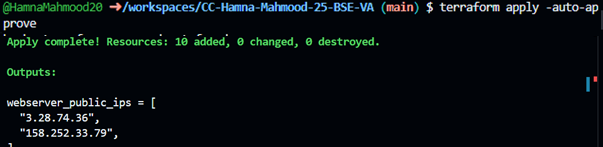 @HamnaMahmood20 ➜/workspaces/CC-Hamna-Mahmood-25-BSE-VA (main) $ terraform apply -auto-ap
prove
Apply complete! Resources: 10 added, 0 changed, 0 destroyed.
Outputs:
webserver_public_ips = [
"3.28.74.36",
"158.252.33.79",